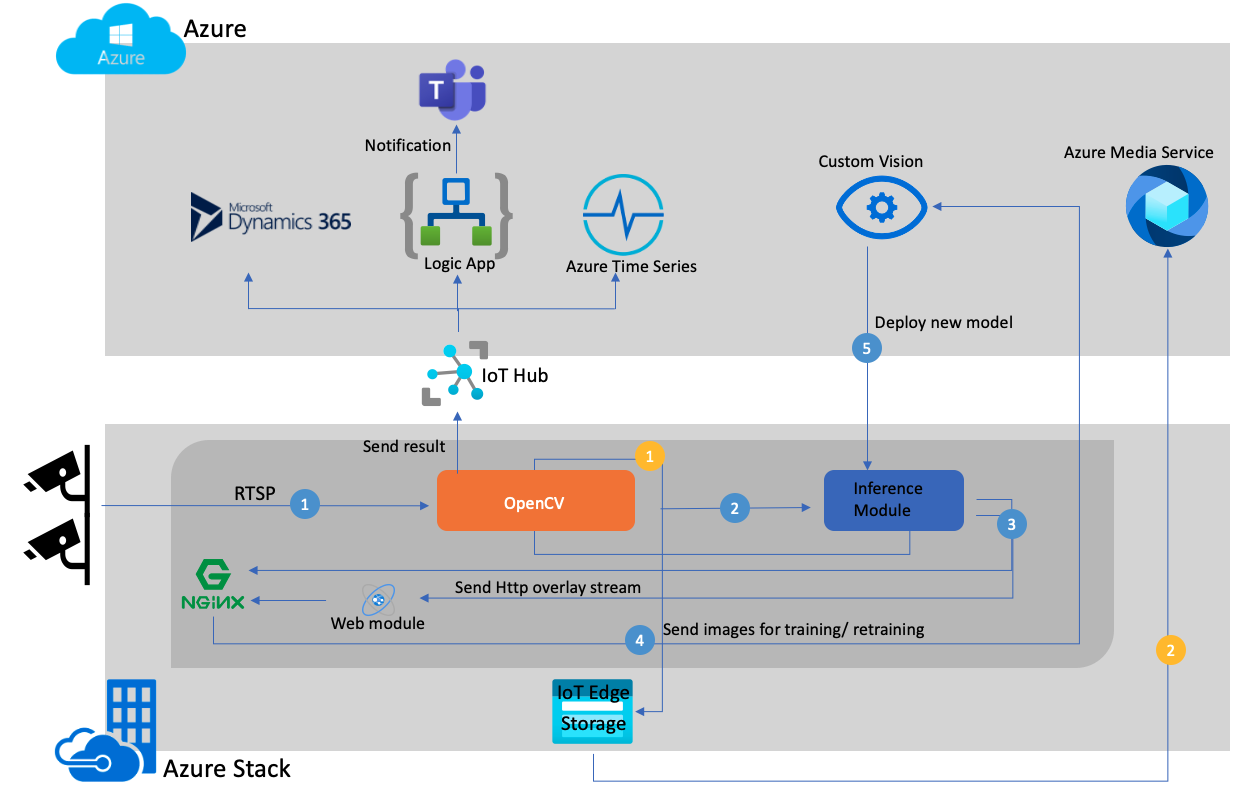 Azure
Azure
Notification
T
Custom Vision
Azure Media Service
Microsoft
Dynamics 365
Logic App
Azure Time Series
Deploy new model
5
IoT Hub
Send result
1
RTSP
1
OpenCV
2
Inference
Module
3
NGiNX
Send Http overlay stream
Web module
4
Send images for training/ retraining
2
IoT Edge
Storage
Azure Stack